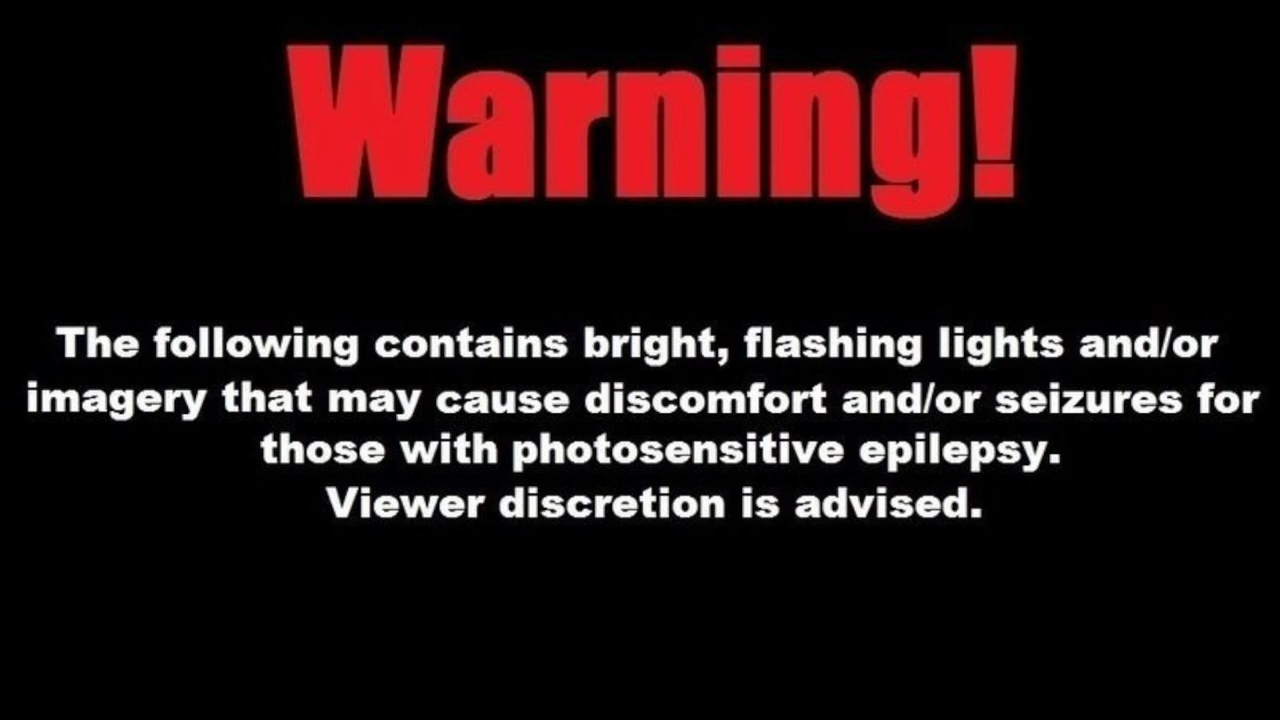 Warning!
The following contains bright, flashing lights and/or
imagery that may cause discomfort and/or seizures for
those with photosensitive epilepsy.
Viewer discretion is advised.